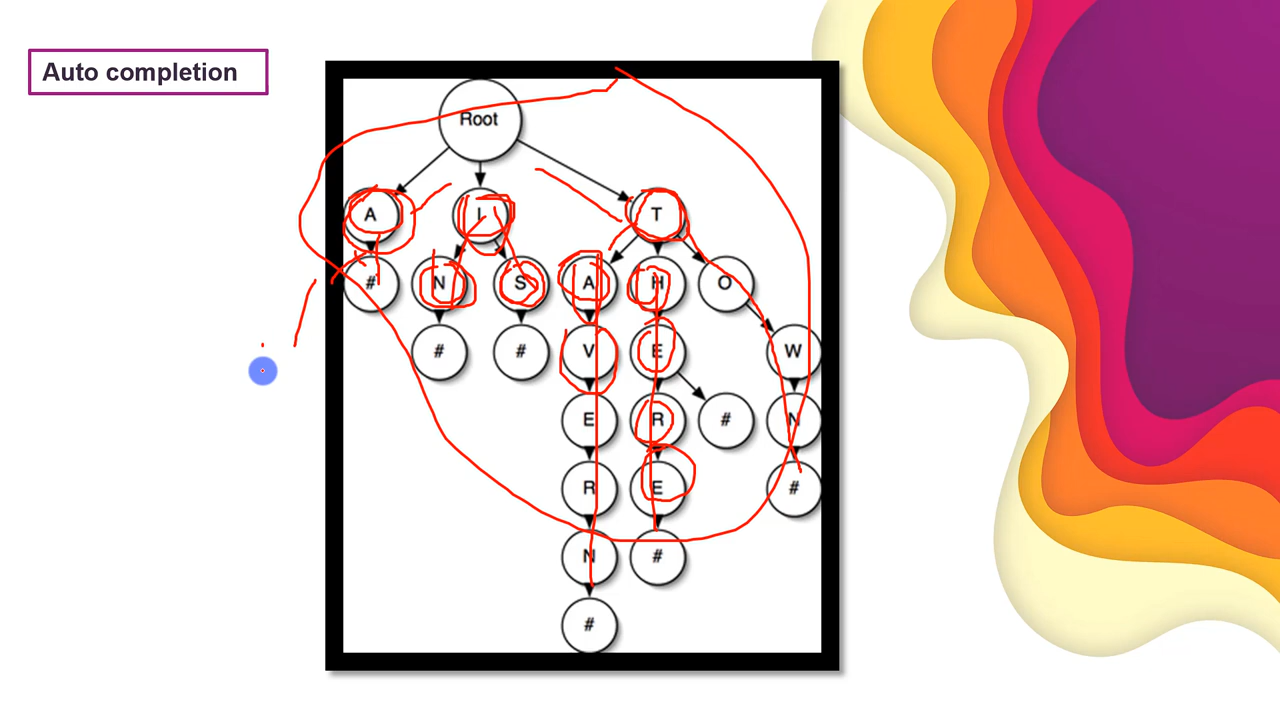 Auto completion
Root
A I T
# N S A H O
# # V E W
E R # N
R E #
N #
#